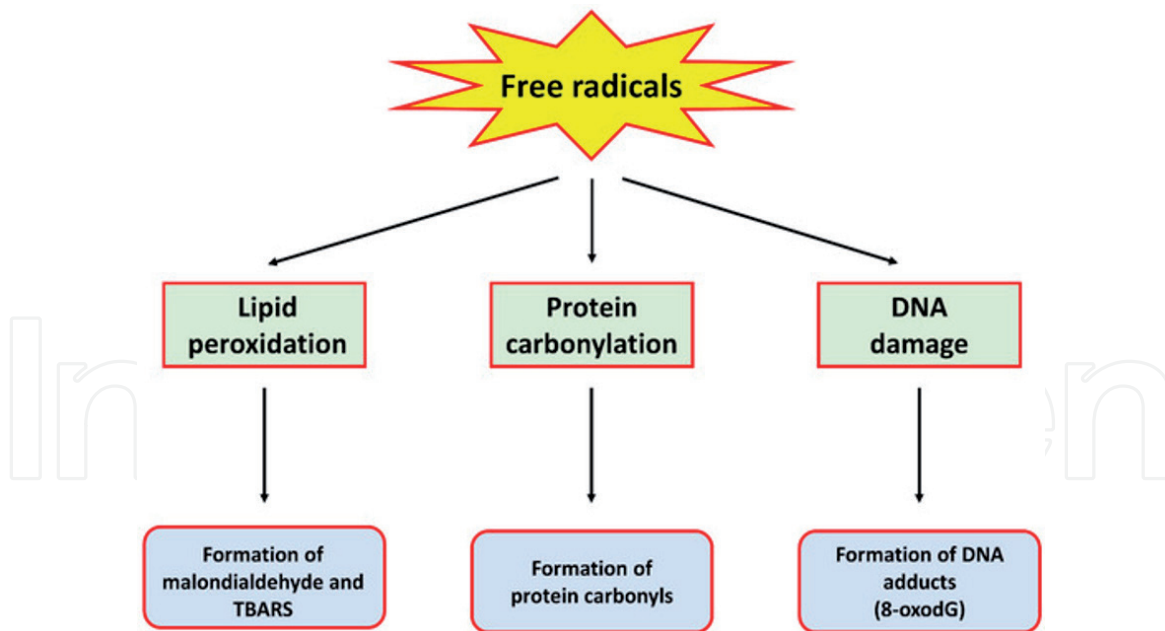 Free radicals
Lipid
peroxidation
Protein
carbonylation
DNA
damage
Formation of
malondialdehyde and
TBARS
Formation of
protein carbonyls
Formation of DNA
adducts
(8-oxodG)